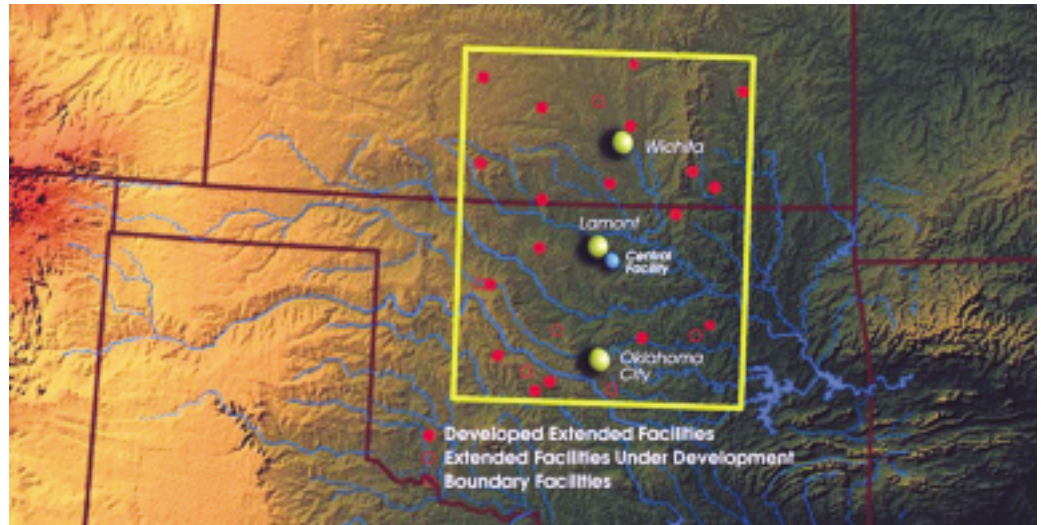 Wichita
Lamont
Central
Facility
Oklahoma
City
Developed Extended Facilities
Extended Facilities Under Development
Boundary Facilities